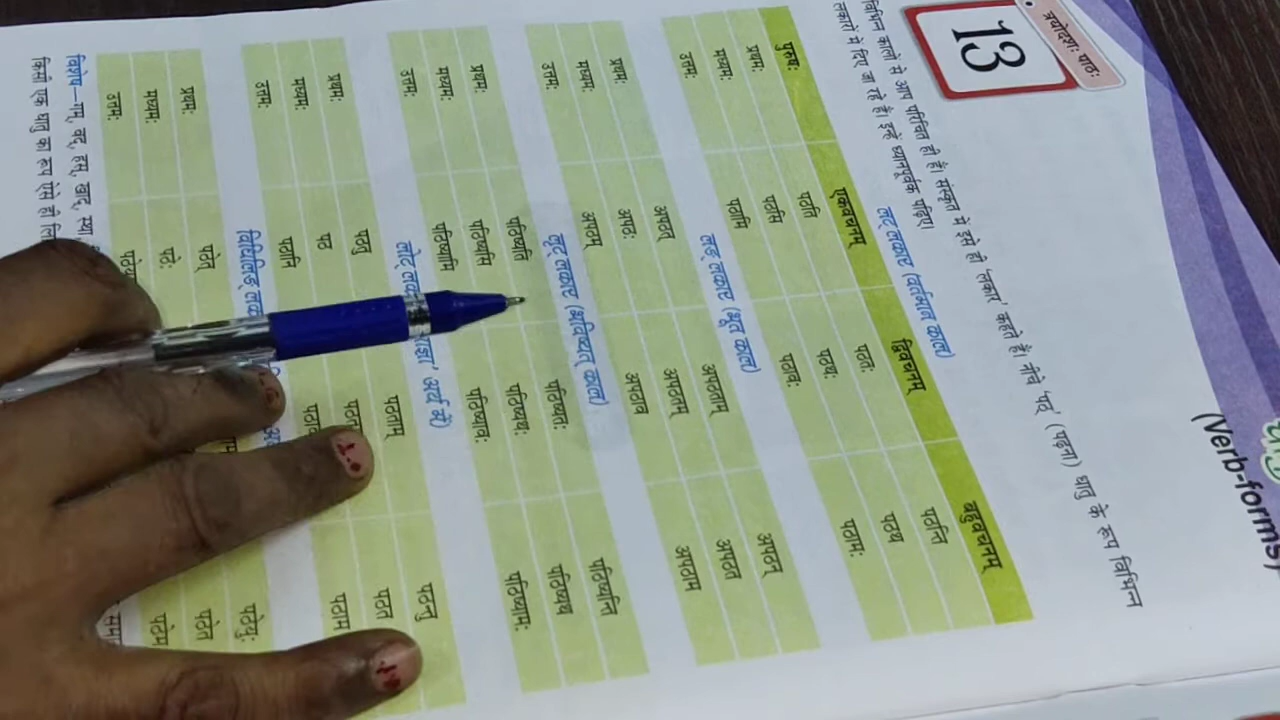 त्रयोदशः पाठः
13
(Verb-forms)
विभिन्न कालों से आप परिचित ही हैं। संस्कृत में इसे ही 'लकार' कहते हैं। नीचे 'पठ्' (पढ़ना) धातु के रूप विभिन्न
लकारों में दिए जा रहे हैं। इन्हें ध्यानपूर्वक पढ़िए।
लट् लकार (वर्तमान काल)
पुरुषः एकवचनम् द्विवचनम् बहुवचनम्
प्रथमः पठति पठतः पठन्ति
मध्यमः पठसि पठथः पठथ
उत्तमः पठामि पठावः पठामः
लङ् लकार (भूत काल)
प्रथमः अपठत् अपठताम् अपठन्
मध्यमः अपठः अपठतम् अपठत
उत्तमः अपठम् अपठाव अपठाम
लृट् लकार (भविष्यत् काल)
प्रथमः पठिष्यति पठिष्यतः पठिष्यन्ति
मध्यमः पठिष्यसि पठिष्यथः पठिष्यथ
उत्तमः पठिष्यामि पठिष्यावः पठिष्यामः
लोट् अर्थ में)
प्रथमः पठतु पठताम् पठन्तु
मध्यमः पठ पठत
उत्तमः पठानि पठाम
विधिलिङ्
प्रथमः पठेत् पठेयुः
मध्यमः पठेः पठेत
उत्तमः पठेम
विशेष—गम्, वद्, हस्, खाद्,
किसी एक धातु का रूप ऐसे ही